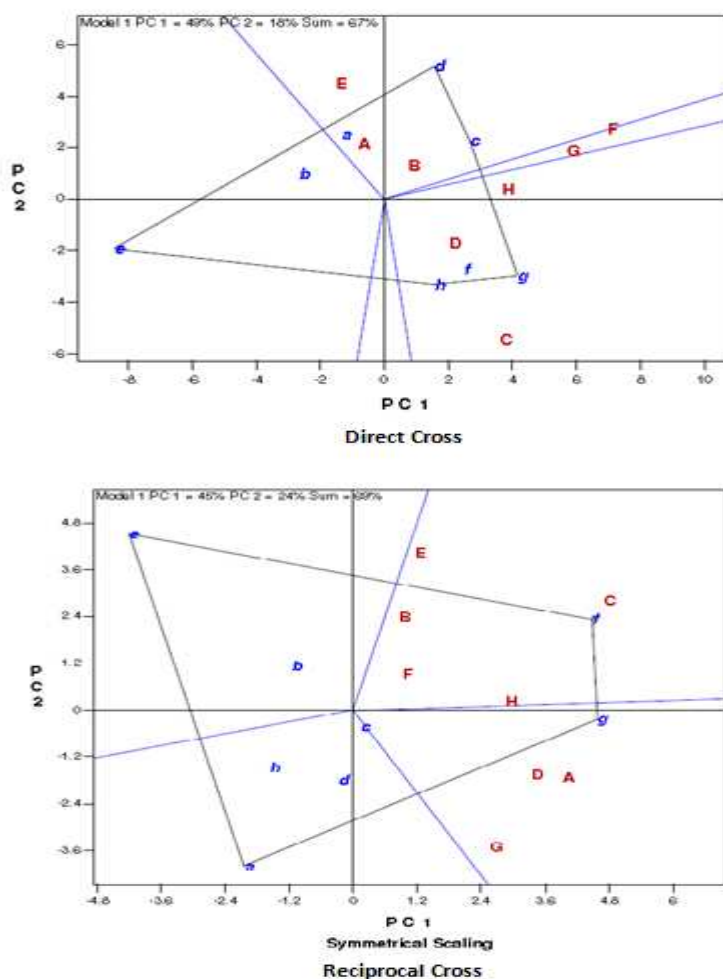 Model 1 PC 1 = 49% PC 2 = 18% Sum = 67%
6
4
2
0
-2
-4
-6
P
C
2
E
d
a
A
c
F
B
G
b
H
D
e
f
h
g
C
-8
-6
-4
-2
0
2
4
6
8
10
PC 1
Direct Cross
Model 1 PC 1 = 45% PC 2 = 24% Sum = 69%
4.8
3.6
2.4
1.2
0
-1.2
-2.4
-3.6
P
C
2
e
E
C
B
f
b
F
H
c
g
h
d
D
A
G
a
-4.8
-3.6
-2.4
-1.2
0
1.2
2.4
3.6
4.8
6
PC 1
Symmetrical Scaling
Reciprocal Cross